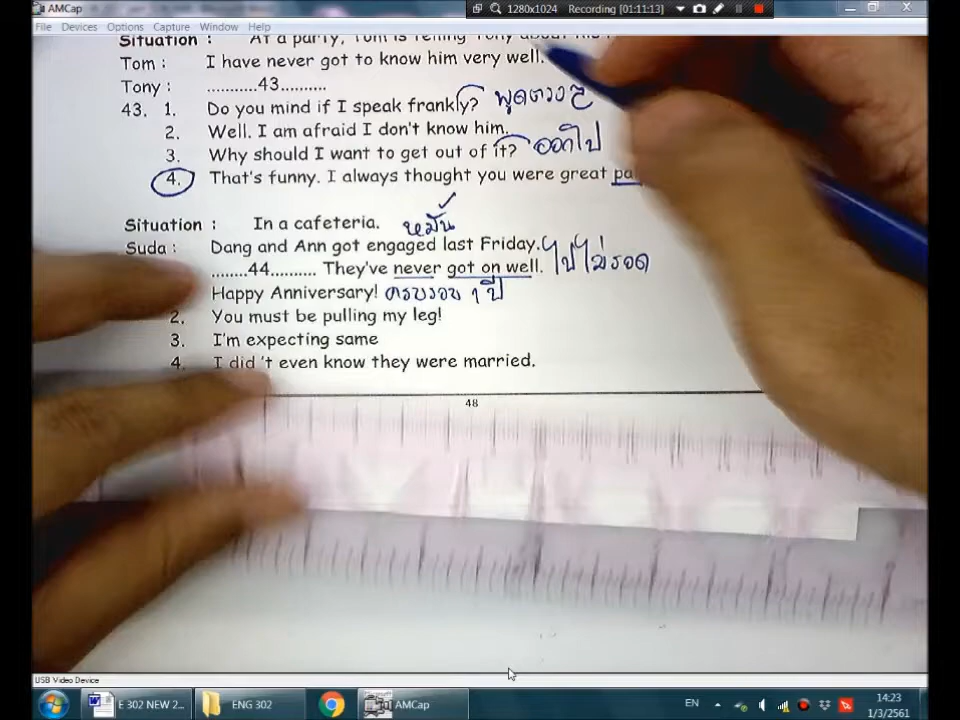 AMCap
1280x1024 Recording [01:11:13]
File Devices Options Capture Window Help
Situation : At a party, Tom is telling Tony about his
Tom : I have never got to know him very well.
Tony : ..........43..........
43. 1. Do you mind if I speak frankly? พูดตรงๆ
2. Well. I am afraid I don't know him.
3. Why should I want to get out of it? ออกไป
4. That's funny. I always thought you were great pa
Situation : In a cafeteria. หมั้น
Suda : Dang and Ann got engaged last Friday.
........44.......... They've never got on well. ไปไม่รอด
Happy Anniversary! ครบรอบ 1 ปี
2. You must be pulling my leg!
3. I'm expecting same
4. I did 't even know they were married.
48
USB Video Device
E 302 NEW 2... ENG 302 AMCap EN 14:23
1/3/2561